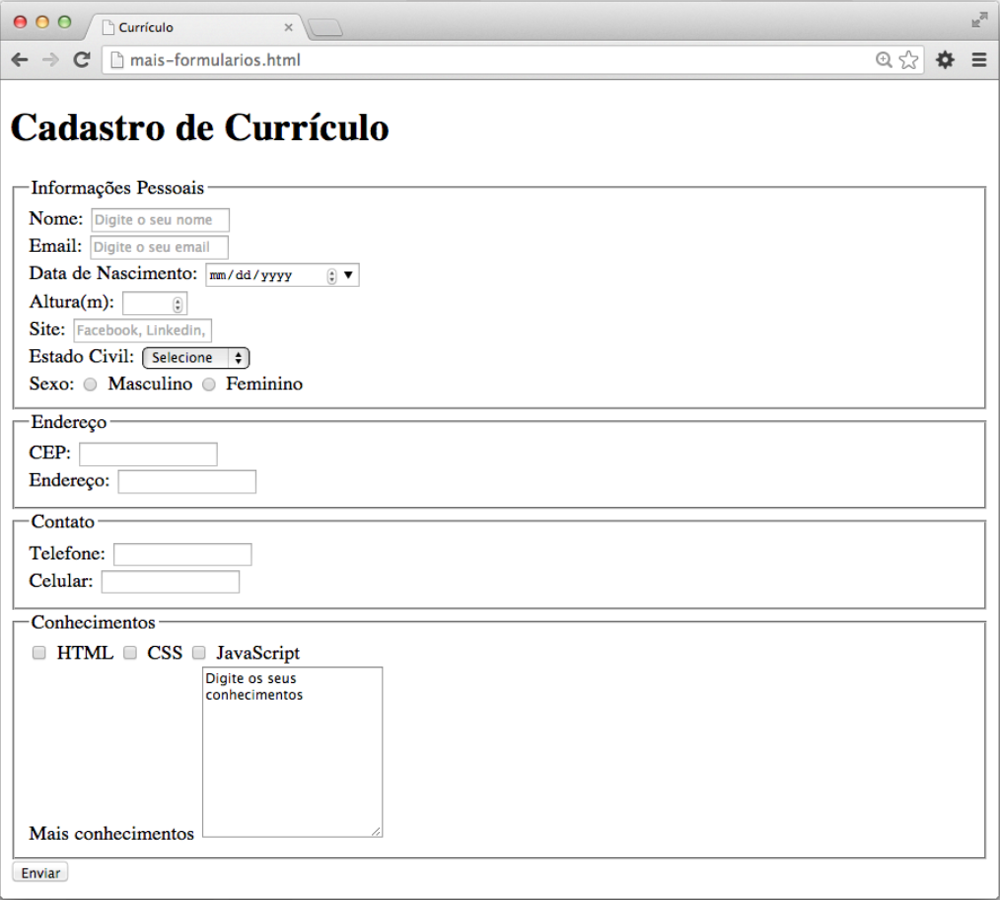 Currículo
mais-formularios.html
Cadastro de Currículo
Informações Pessoais
Nome: Digite o seu nome
Email: Digite o seu email
Data de Nascimento: mm/dd/yyyy
Altura(m):
Site: Facebook, Linkedin,
Estado Civil: Selecione
Sexo: Masculino Feminino
Endereço
CEP:
Endereço:
Contato
Telefone:
Celular:
Conhecimentos
HTML CSS JavaScript
Digite os seus
conhecimentos
Mais conhecimentos
Enviar